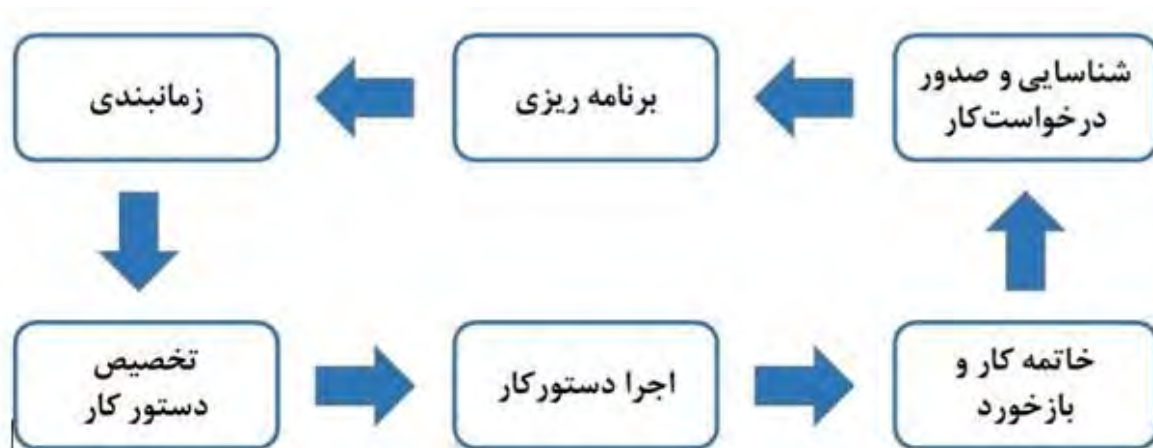 شناسایی و صدور
درخواست‌کار
برنامه ریزی
زمانبندی
تخصیص
دستور کار
اجرا دستورکار
خاتمه کار و
بازخورد